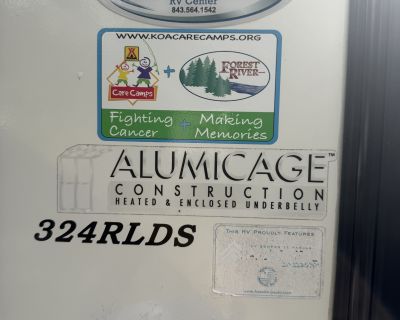 RV Center
843.564.1542
WWW.KOACARECAMPS.ORG
Care Camps
+
FOREST RIVER
Fighting Cancer
+
Making Memories
ALUMICAGE™
CONSTRUCTION
HEATED & ENCLOSED UNDERBELLY
324RLDS
THIS RV PROUDLY FEATURES